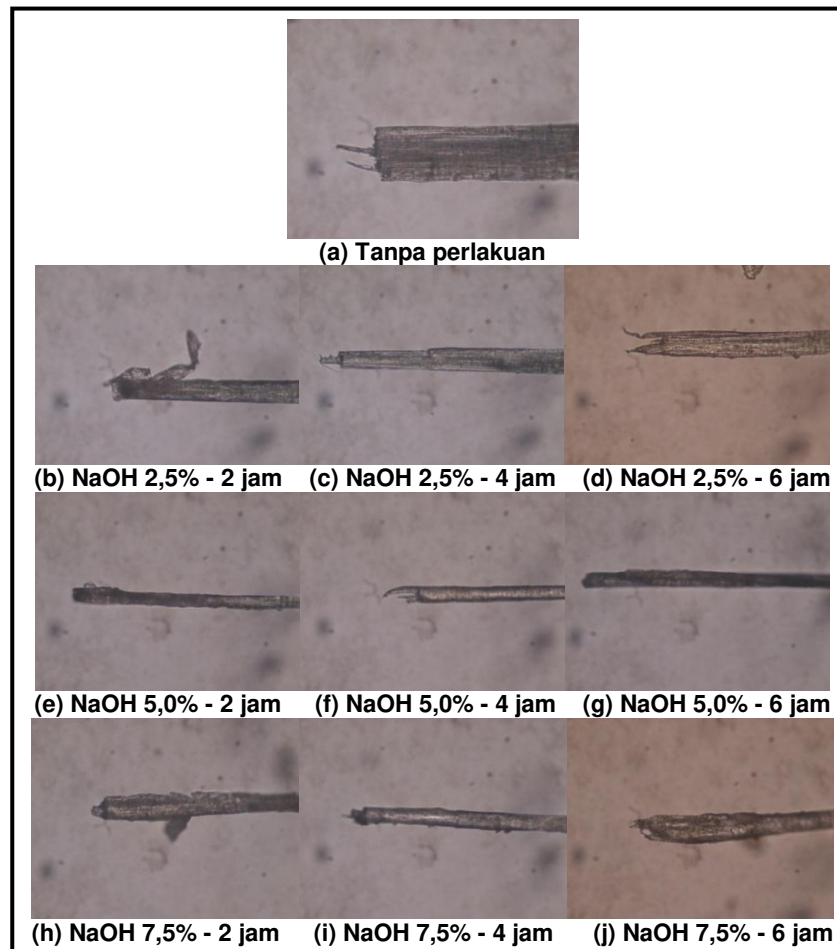 (a) Tanpa perlakuan
(b) NaOH 2,5% - 2 jam (c) NaOH 2,5% - 4 jam (d) NaOH 2,5% - 6 jam
(e) NaOH 5,0% - 2 jam (f) NaOH 5,0% - 4 jam (g) NaOH 5,0% - 6 jam
(h) NaOH 7,5% - 2 jam (i) NaOH 7,5% - 4 jam (j) NaOH 7,5% - 6 jam